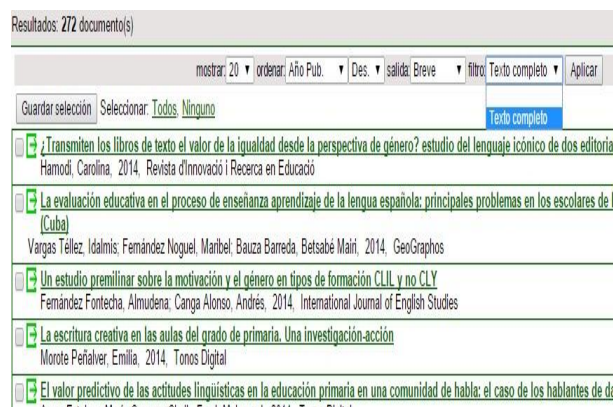 Resultados: 272 documento(s)
mostrar: 20 ordenar: Año Pub. Des. salida: Breve filtro: Texto completo Aplicar
Texto completo
Guardar selección Seleccionar: Todos, Ninguno
¿Transmiten los libros de texto el valor de la igualdad desde la perspectiva de género? estudio del lenguaje icónico de dos editoria
Hamodi, Carolina, 2014, Revista d'Innovació i Recerca en Educació
La evaluación educativa en el proceso de enseñanza aprendizaje de la lengua española: principales problemas en los escolares de
(Cuba)
Vargas Téllez, Idalmis; Fernández Noguel, Maribel; Bauza Barreda, Betsabé Mairi, 2014, GeoGraphos
Un estudio premilinar sobre la motivación y el género en tipos de formación CLIL y no CLY
Fernández Fontecha, Almudena; Canga Alonso, Andrés, 2014, International Journal of English Studies
La escritura creativa en las aulas del grado de primaria. Una investigación-acción
Morote Peñalver, Emilia, 2014, Tonos Digital
El valor predictivo de las actitudes lingüísticas en la educación primaria en una comunidad de habla: el caso de los hablantes de